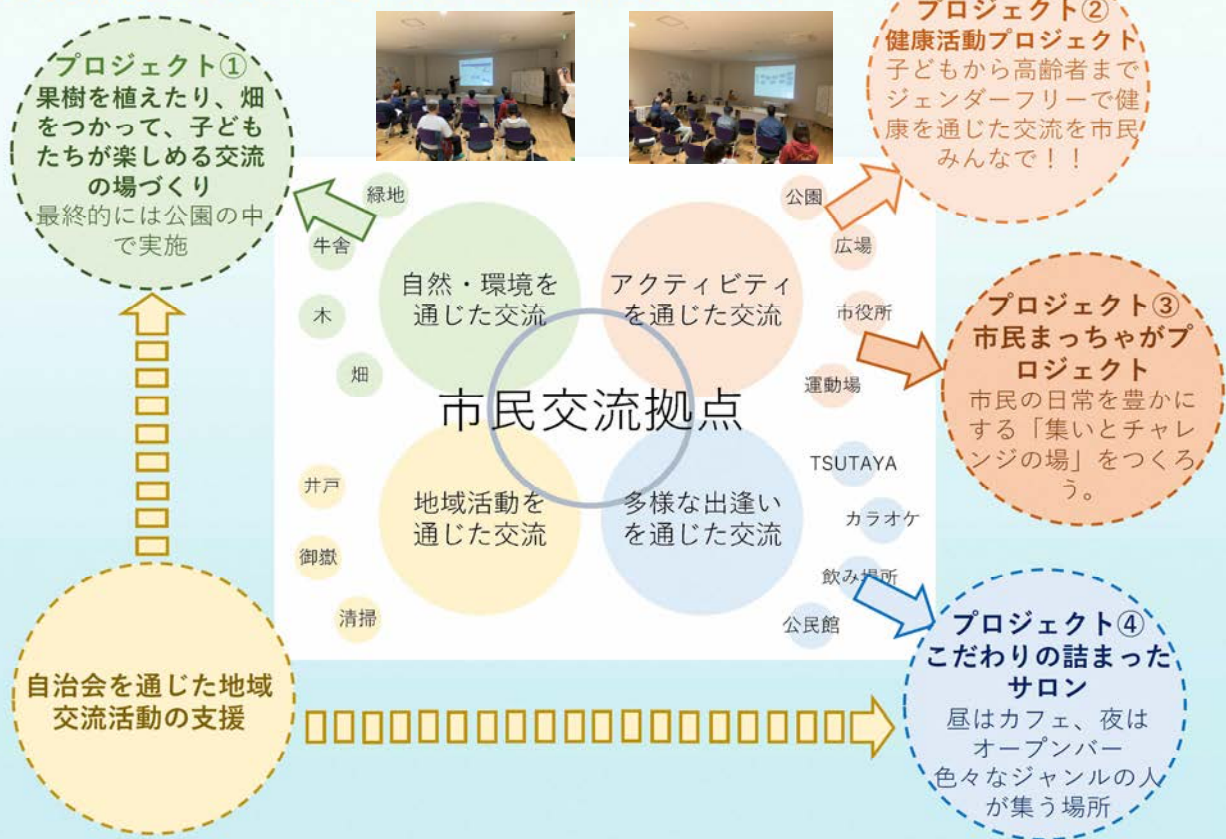 プロジェクト①
果樹を植えたり、畑
をつかって、子ども
たちが楽しめる交流
の場づくり
最終的には公園の中
で実施
プロジェクト②
健康活動プロジェクト
子どもから高齢者まで
ジェンダーフリーで健
康を通じた交流を市民
みんなで！！
緑地
牛舎
木
畑
自然・環境を
通じた交流
アクティビティ
を通じた交流
公園
広場
市役所
運動場
プロジェクト③
市民まっちゃがプ
ロジェクト
市民の日常を豊かに
する「集いとチャレ
ンジの場」をつくろ
う。
市民交流拠点
井戸
御嶽
清掃
地域活動を
通じた交流
多様な出逢い
を通じた交流
TSUTAYA
カラオケ
飲み場所
公民館
自治会を通じた地域
交流活動の支援
プロジェクト④
こだわりの詰まった
サロン
昼はカフェ、夜は
オープンバー
色々なジャンルの人
が集う場所